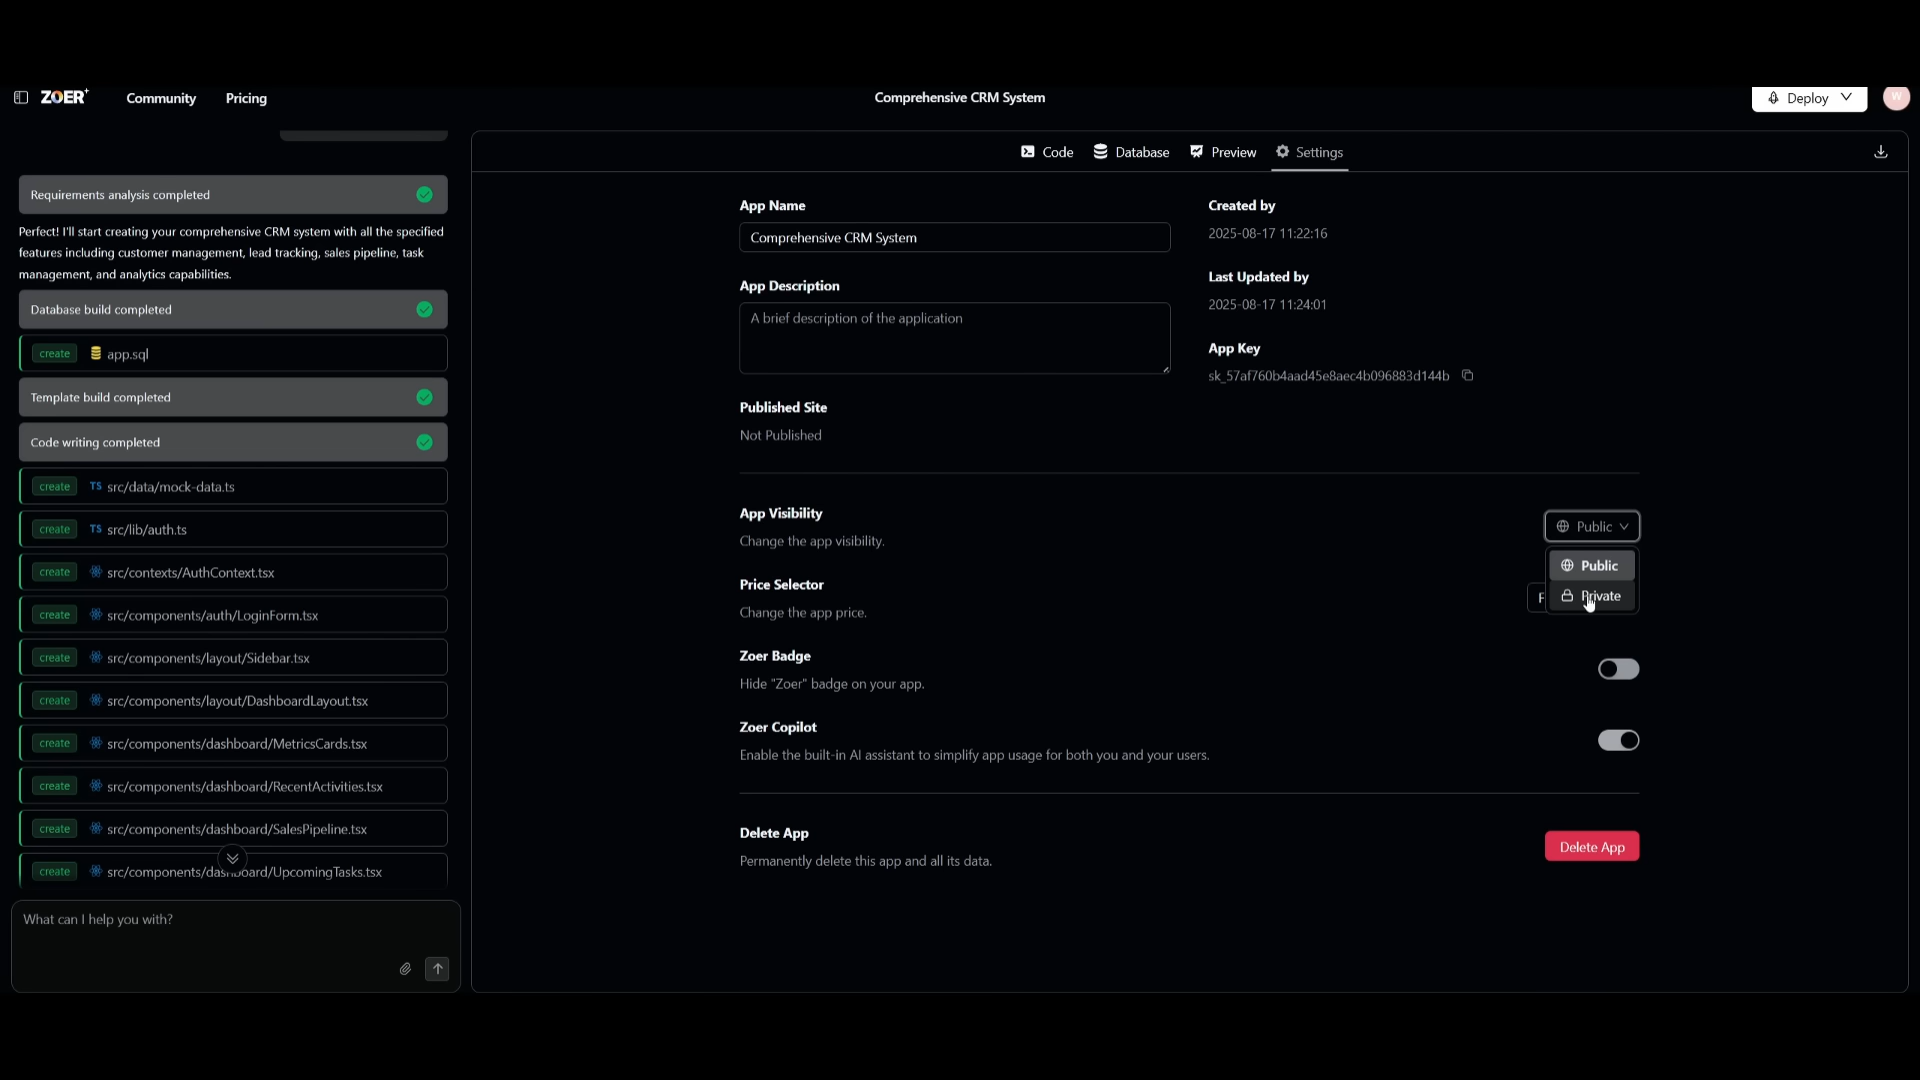 ZOER+
Community
Pricing
Comprehensive CRM System
Deploy
W
Requirements analysis completed
Perfect! I'll start creating your comprehensive CRM system with all the specified
features including customer management, lead tracking, sales pipeline, task
management, and analytics capabilities.
Database build completed
create app.sql
Template build completed
Code writing completed
create TS src/data/mock-data.ts
create TS src/lib/auth.ts
create src/contexts/AuthContext.tsx
create src/components/auth/LoginForm.tsx
create src/components/layout/Sidebar.tsx
create src/components/layout/DashboardLayout.tsx
create src/components/dashboard/MetricsCards.tsx
create src/components/dashboard/RecentActivities.tsx
create src/components/dashboard/SalesPipeline.tsx
create src/components/dashboard/UpcomingTasks.tsx
What can I help you with?
Code
Database
Preview
Settings
App Name
Comprehensive CRM System
App Description
A brief description of the application
Published Site
Not Published
Created by
2025-08-17 11:22:16
Last Updated by
2025-08-17 11:24:01
App Key
sk_57af760b4aad45e8aec4b096883d144b
App Visibility
Change the app visibility.
Public
Public
Private
Price Selector
Change the app price.
F
Zoer Badge
Hide "Zoer" badge on your app.
Zoer Copilot
Enable the built-in AI assistant to simplify app usage for both you and your users.
Delete App
Permanently delete this app and all its data.
Delete App